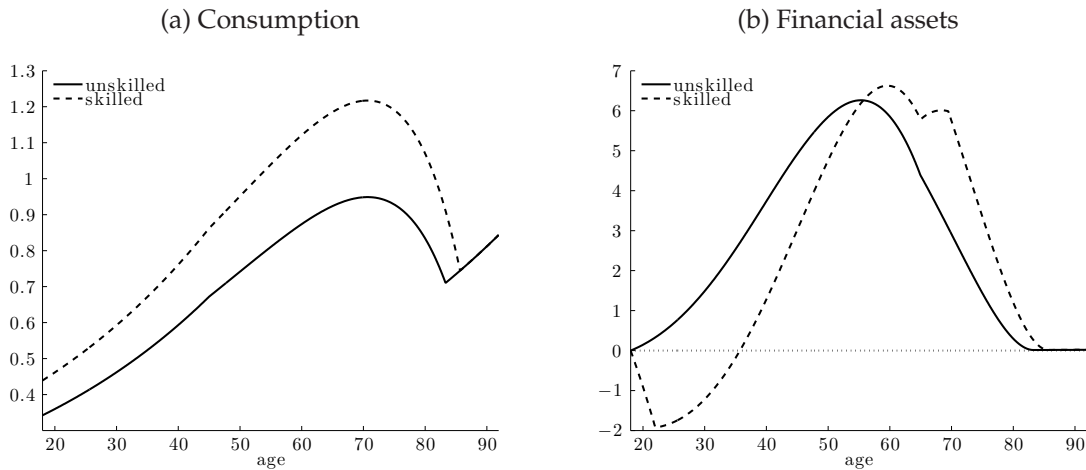 (a) Consumption
1.3
unskilled
skilled
1.2
1.1
1
0.9
0.8
0.7
0.6
0.5
0.4
20 30 40 50 60 70 80 90
age
(b) Financial assets
7
unskilled
skilled
6
5
4
3
2
1
0
−1
−2
20 30 40 50 60 70 80 90
age